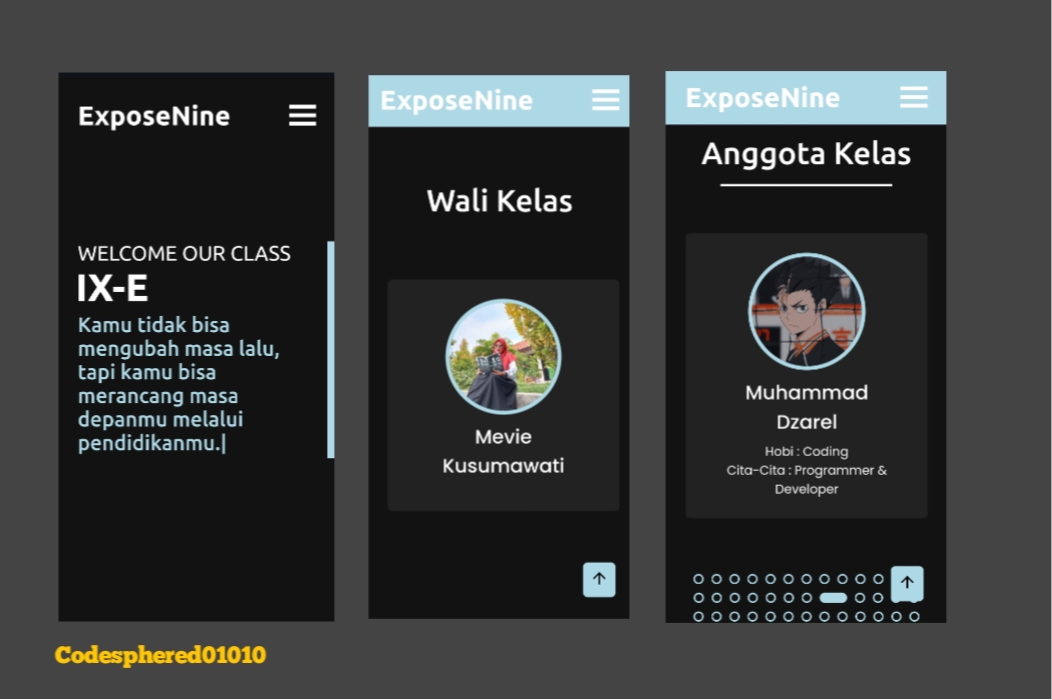 ExposeNine
WELCOME OUR CLASS
IX-E
Kamu tidak bisa
mengubah masa lalu,
tapi kamu bisa
merancang masa
depanmu melalui
pendidikanmu.|
ExposeNine
Wali Kelas
Mevie
Kusumawati
ExposeNine
Anggota Kelas
Muhammad
Dzarel
Hobi : Coding
Cita-Cita : Programmer &
Developer
Codesphered01010